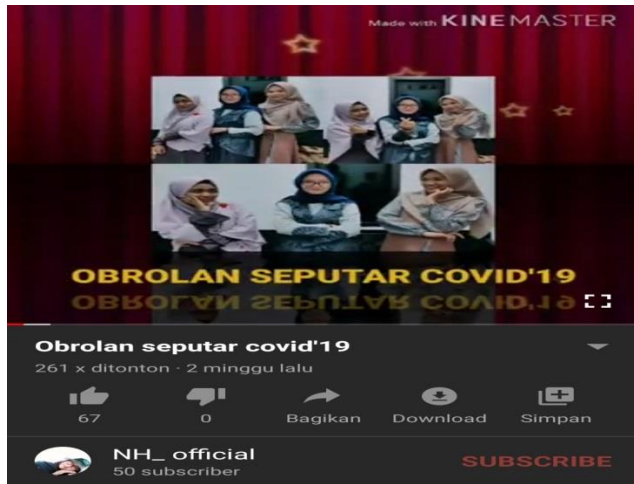 Made with KINEMASTER
OBROLAN SEPUTAR COVID'19
Obrolan seputar covid'19
261 x ditonton · 2 minggu lalu
67 0 Bagikan Download Simpan
NH_ official SUBSCRIBE
50 subscriber